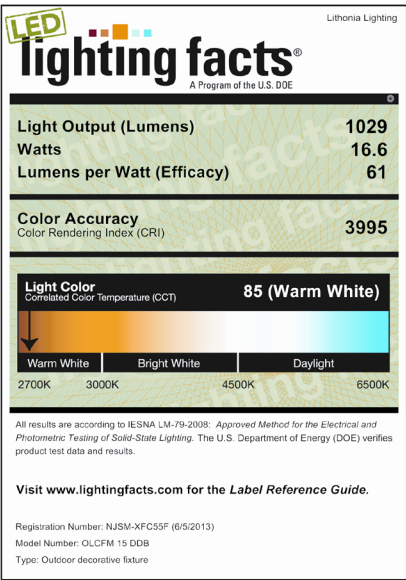 Lithonia Lighting
LED
lighting facts®
A Program of the U.S. DOE
Light Output (Lumens) 1029
Watts 16.6
Lumens per Watt (Efficacy) 61
Color Accuracy
Color Rendering Index (CRI) 3995
Light Color
Correlated Color Temperature (CCT) 85 (Warm White)
Warm White Bright White Daylight
2700K 3000K 4500K 6500K
All results are according to IESNA LM-79-2008: Approved Method for the Electrical and
Photometric Testing of Solid-State Lighting. The U.S. Department of Energy (DOE) verifies
product test data and results.
Visit www.lightingfacts.com for the Label Reference Guide.
Registration Number: NJSM-XFC55F (6/5/2013)
Model Number: OLCFM 15 DDB
Type: Outdoor decorative fixture